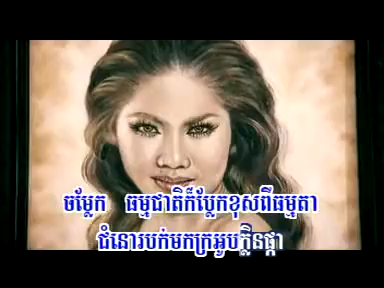 ចម្លែក ធម្មជាតិក៏ប្លែកខុសពីធម្មតា
ជំនោរបក់មកក្រអូបក្លិនផ្កា